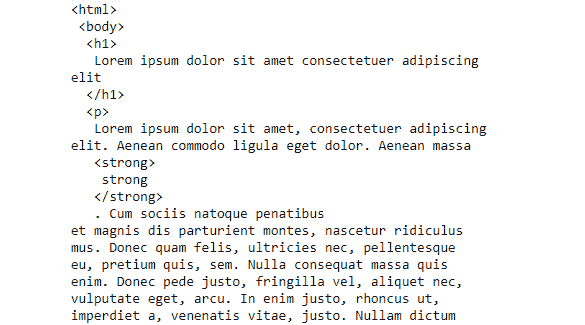 <html>
<body>
<h1>
Lorem ipsum dolor sit amet consectetuer adipiscing
elit
</h1>
<p>
Lorem ipsum dolor sit amet, consectetuer adipiscing
elit. Aenean commodo ligula eget dolor. Aenean massa
<strong>
strong
</strong>
. Cum sociis natoque penatibus
et magnis dis parturient montes, nascetur ridiculus
mus. Donec quam felis, ultricies nec, pellentesque
eu, pretium quis, sem. Nulla consequat massa quis
enim. Donec pede justo, fringilla vel, aliquet nec,
vulputate eget, arcu. In enim justo, rhoncus ut,
imperdiet a, venenatis vitae, justo. Nullam dictum